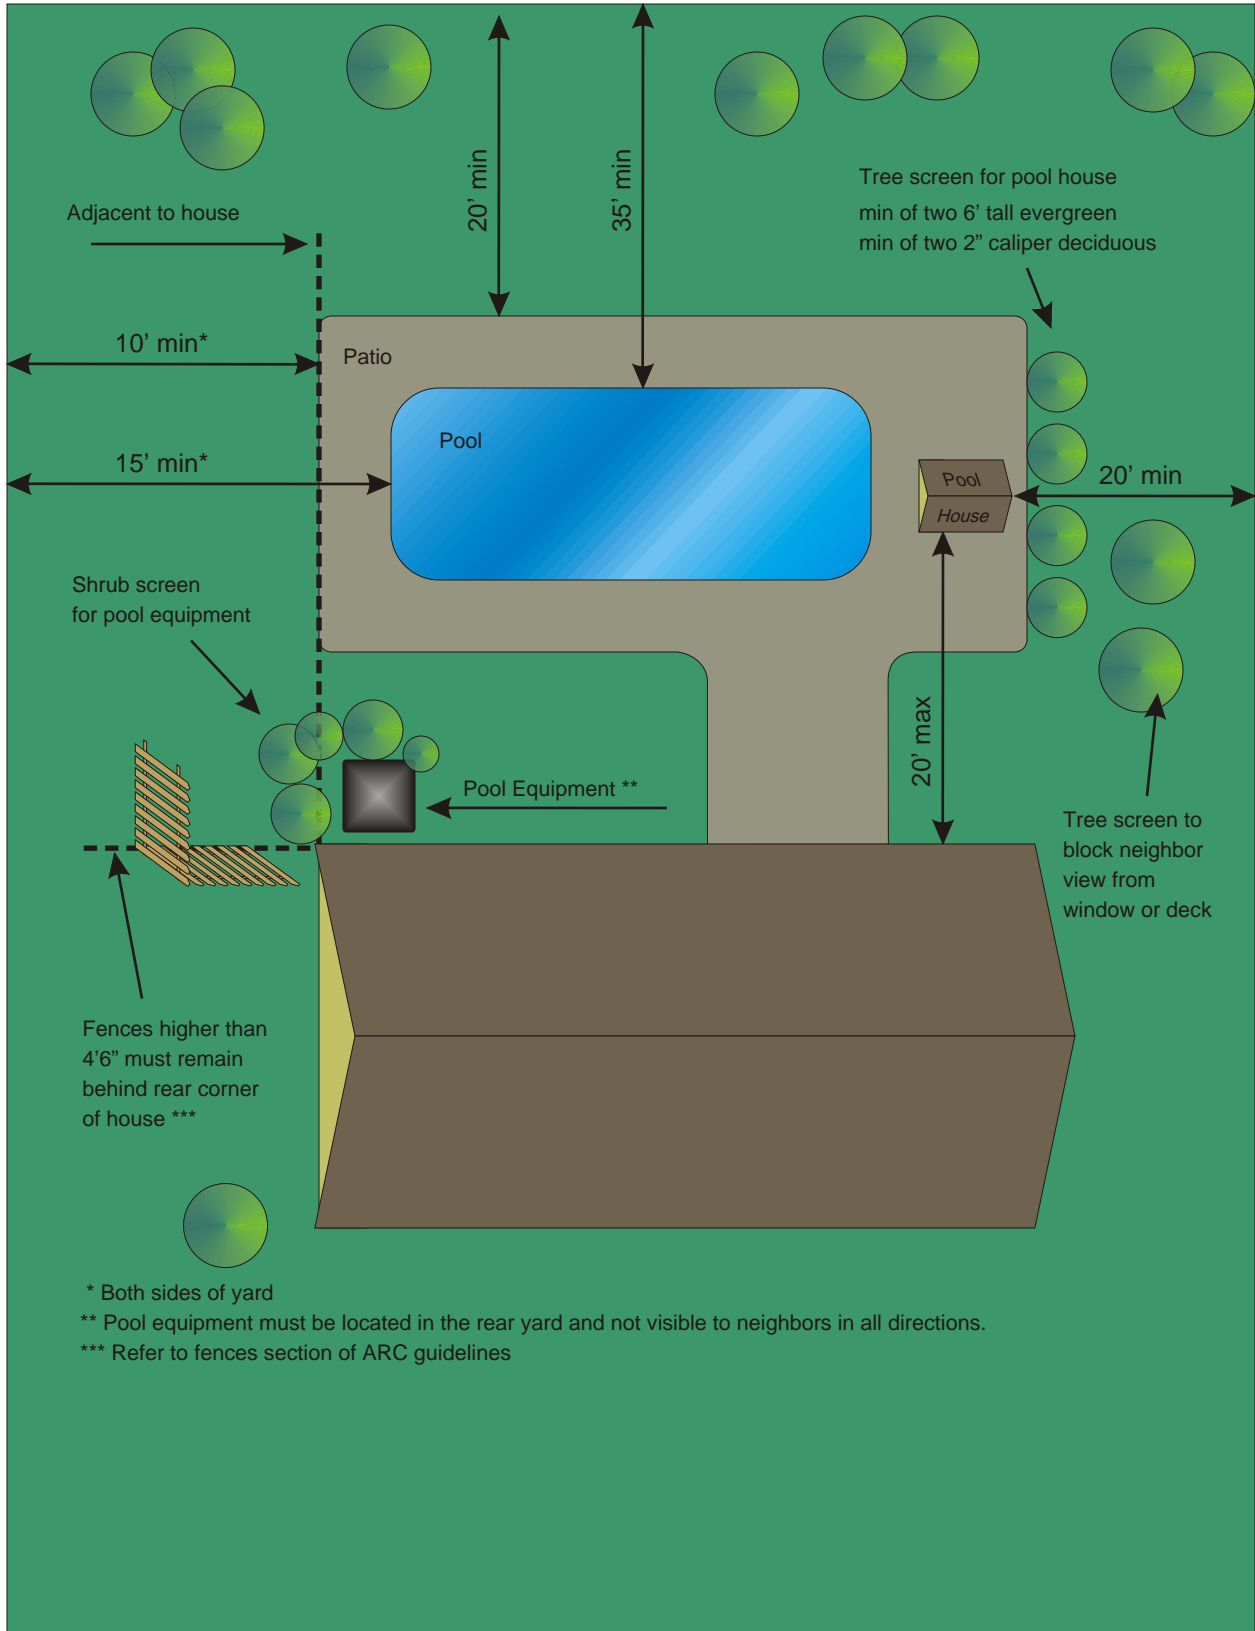 20’ min
35’ min
Tree screen for pool house
min of two 6’ tall evergreen
min of two 2” caliper deciduous
Adjacent to house
10’ min*
Patio
Pool
15’ min*
Pool
House
20’ min
Shrub screen
for pool equipment
20’ max
Pool Equipment **
Tree screen to
block neighbor
view from
window or deck
Fences higher than
4’6” must remain
behind rear corner
of house ***
* Both sides of yard
** Pool equipment must be located in the rear yard and not visible to neighbors in all directions.
*** Refer to fences section of ARC guidelines